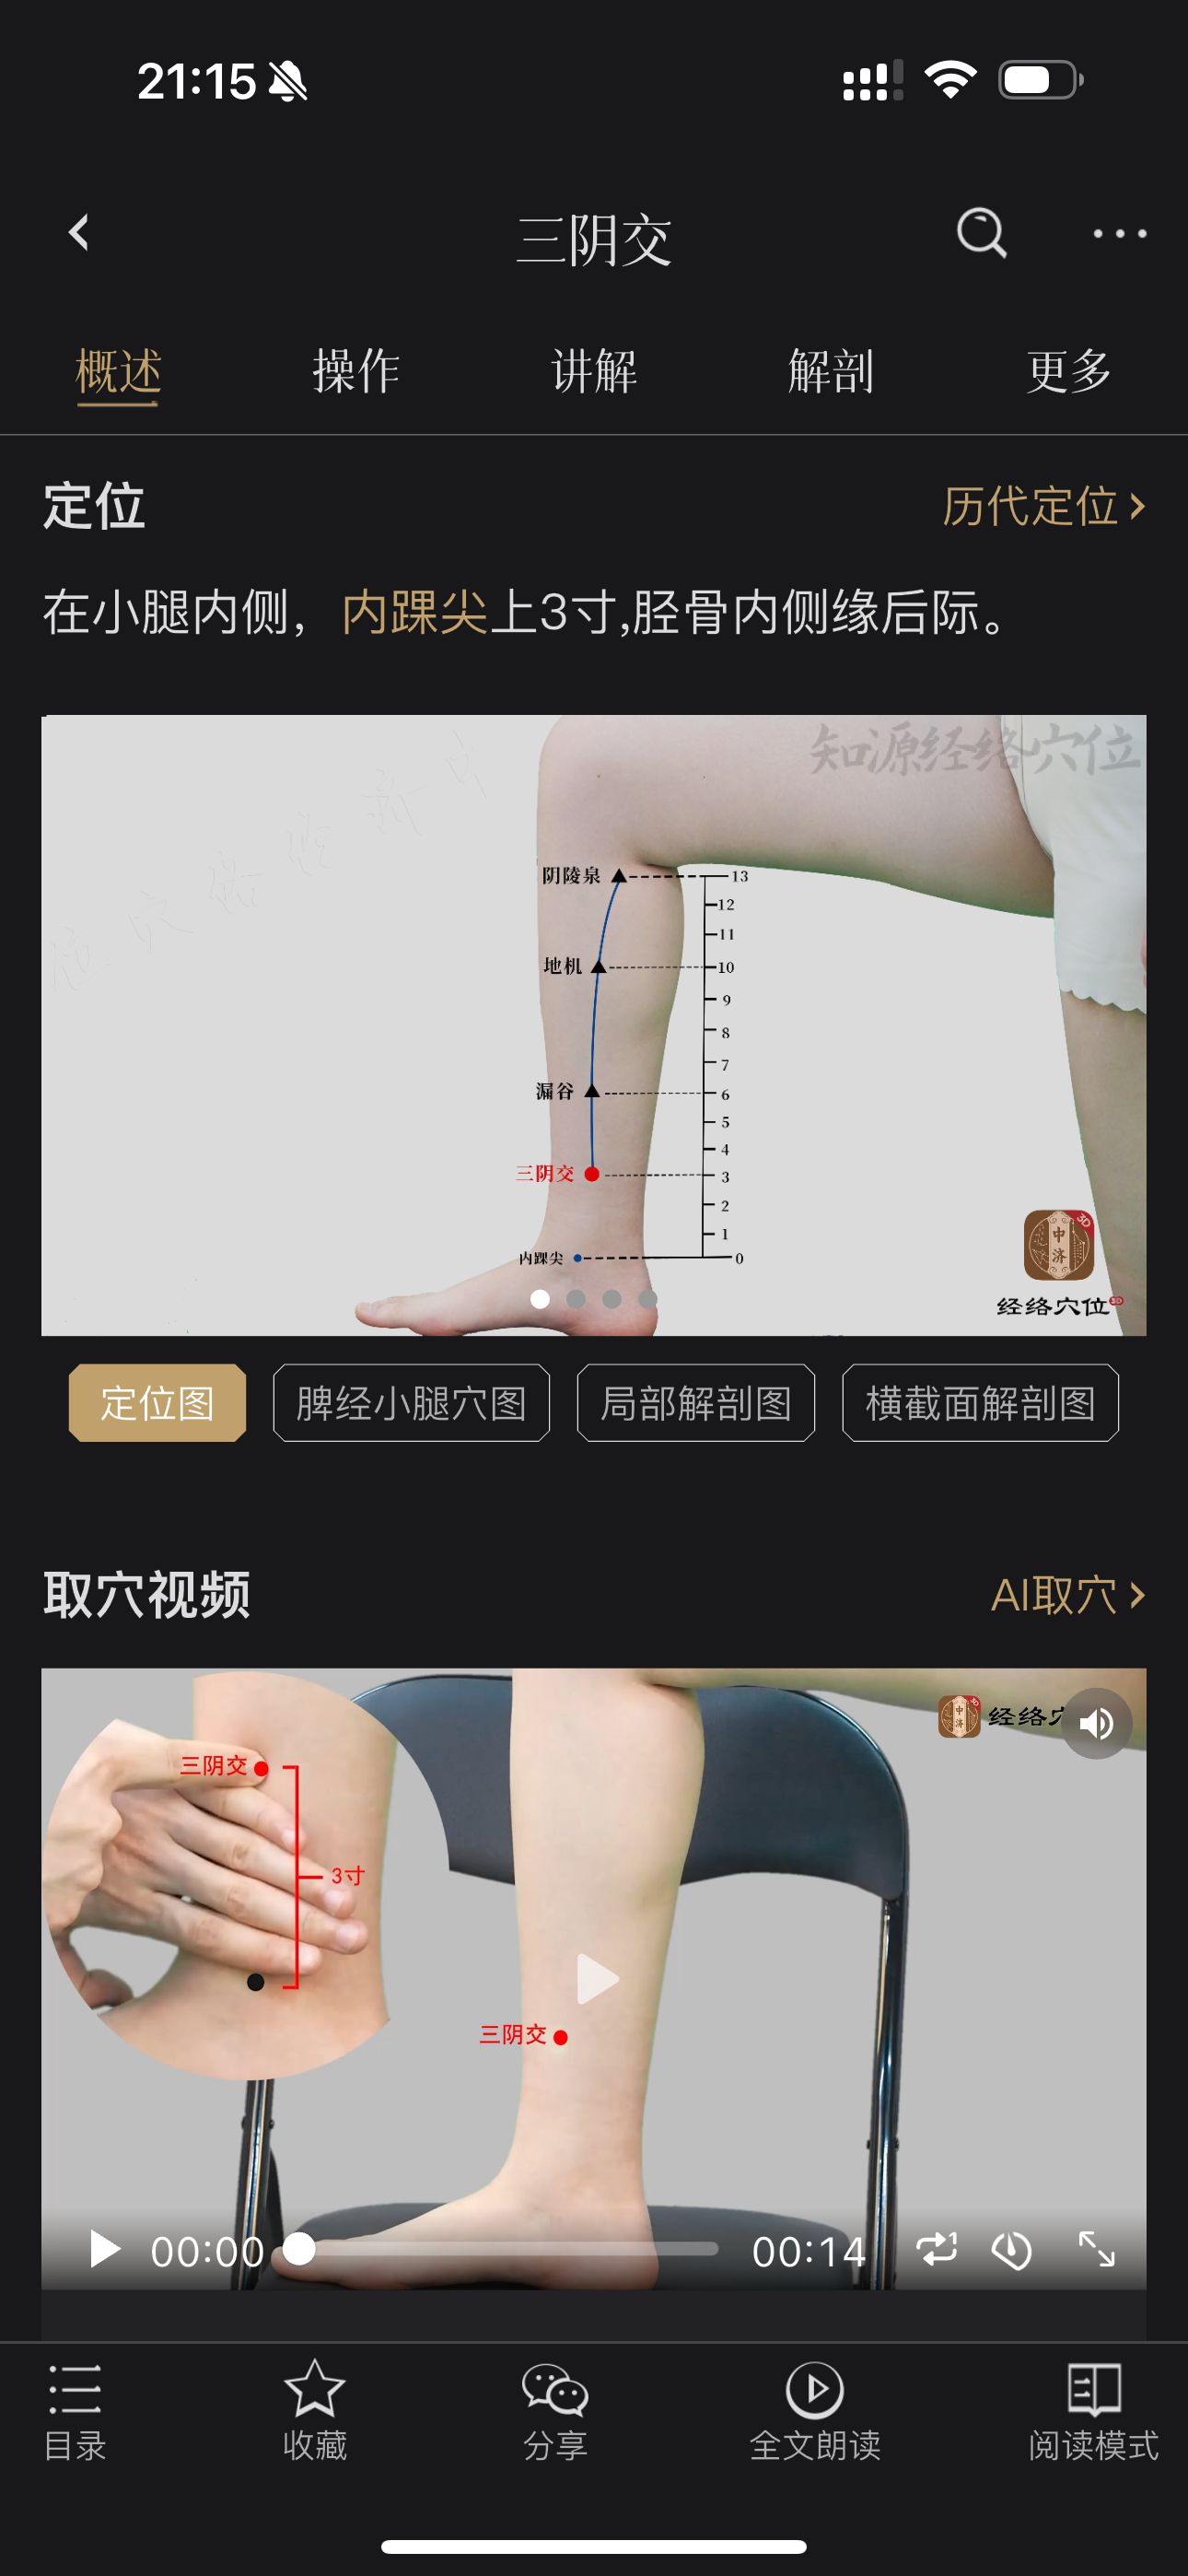 21:15
三阴交
概述 操作 讲解 解剖 更多
定位 历代定位
在小腿内侧，内踝尖上3寸,胫骨内侧缘后际。
知源经络穴位
阴陵泉 13
12
11
地机 10
9
8
7
漏谷 6
5
4
三阴交 3
2
1
内踝尖 0
3D
中济
经络穴位3D
定位图 脾经小腿穴图 局部解剖图 横截面解剖图
取穴视频 AI取穴
3D
中济 经络穴
三阴交
3寸
三阴交
00:00 00:14
目录 收藏 分享 全文朗读 阅读模式